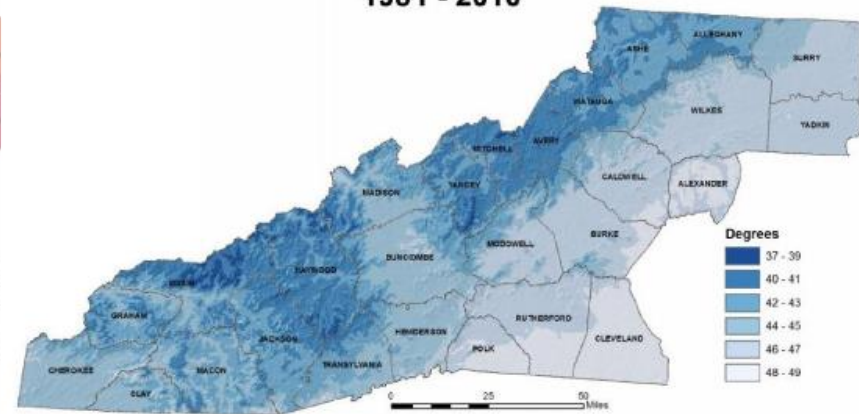 1981 - 2010
ALLEGHANY
ASHE
SURRY
WATAUGA
WILKES
YADKIN
AVERY
MITCHELL
CALDWELL
ALEXANDER
MADISON
YANCEY
BURKE
MCDOWELL
BUNCOMBE
HAYWOOD
SWAIN
GRAHAM
RUTHERFORD
HENDERSON
JACKSON
CLEVELAND
POLK
TRANSYLVANIA
CHEROKEE
MACON
CLAY
Degrees
37 - 39
40 - 41
42 - 43
44 - 45
46 - 47
48 - 49
0 25 50
Miles